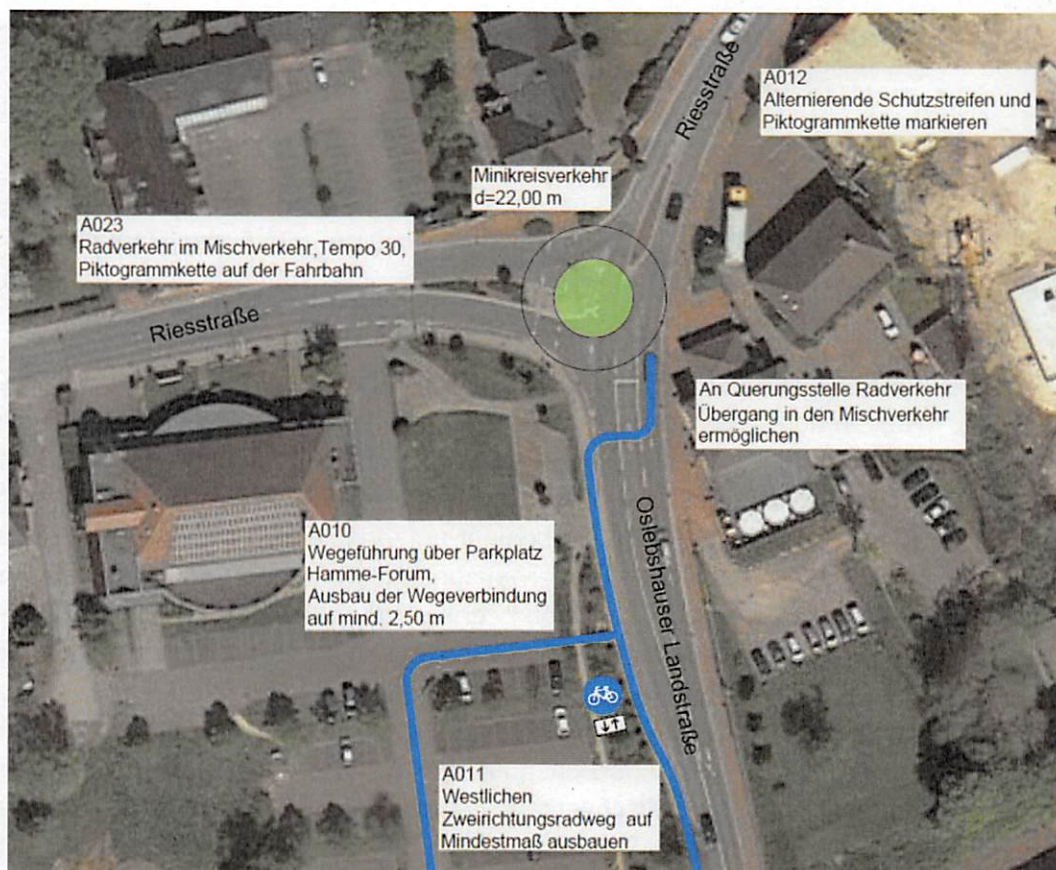 Riesstraße
A012
Alternierende Schutzstreifen und
Piktogrammkette markieren
Minikreisverkehr
d=22,00 m
A023
Radverkehr im Mischverkehr,Tempo 30,
Piktogrammkette auf der Fahrbahn
Riesstraße
An Querungsstelle Radverkehr
Übergang in den Mischverkehr
ermöglichen
A010
Wegeführung über Parkplatz
Hamme-Forum,
Ausbau der Wegeverbindung
auf mind. 2,50 m
Oslebshauser Landstraße
A011
Westlichen
Zweirichtungsradweg auf
Mindestmaß ausbauen